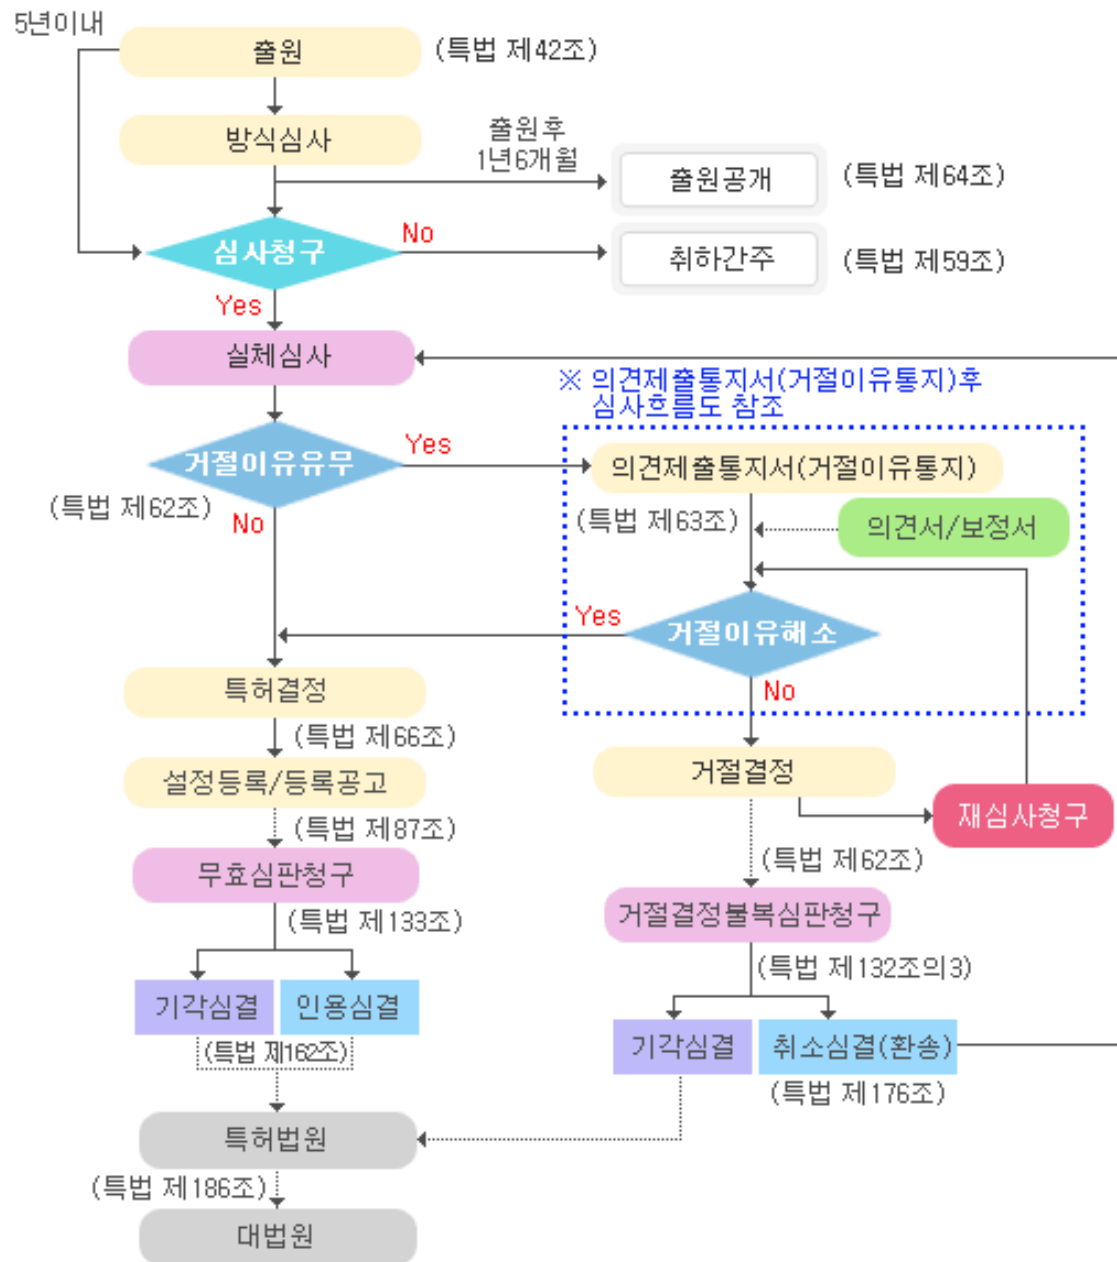 5년이내
출원
(특법 제42조)
방식심사
출원후
1년6개월
출원공개
(특법 제64조)
심사청구
No
취하간주
(특법 제59조)
Yes
실체심사
※ 의견제출통지서(거절이유통지)후
심사흐름도 참조
거절이유유무
Yes
의견제출통지서(거절이유통지)
(특법 제62조)
No
(특법 제63조)
의견서/보정서
Yes
거절이유해소
No
특허결정
(특법 제66조)
거절결정
설정등록/등록공고
재심사청구
(특법 제87조)
(특법 제62조)
무효심판청구
거절결정불복심판청구
(특법 제133조)
(특법 제132조의3)
기각심결
인용심결
기각심결
취소심결(환송)
(특법 제162조)
(특법 제176조)
특허법원
(특법 제186조)
대법원